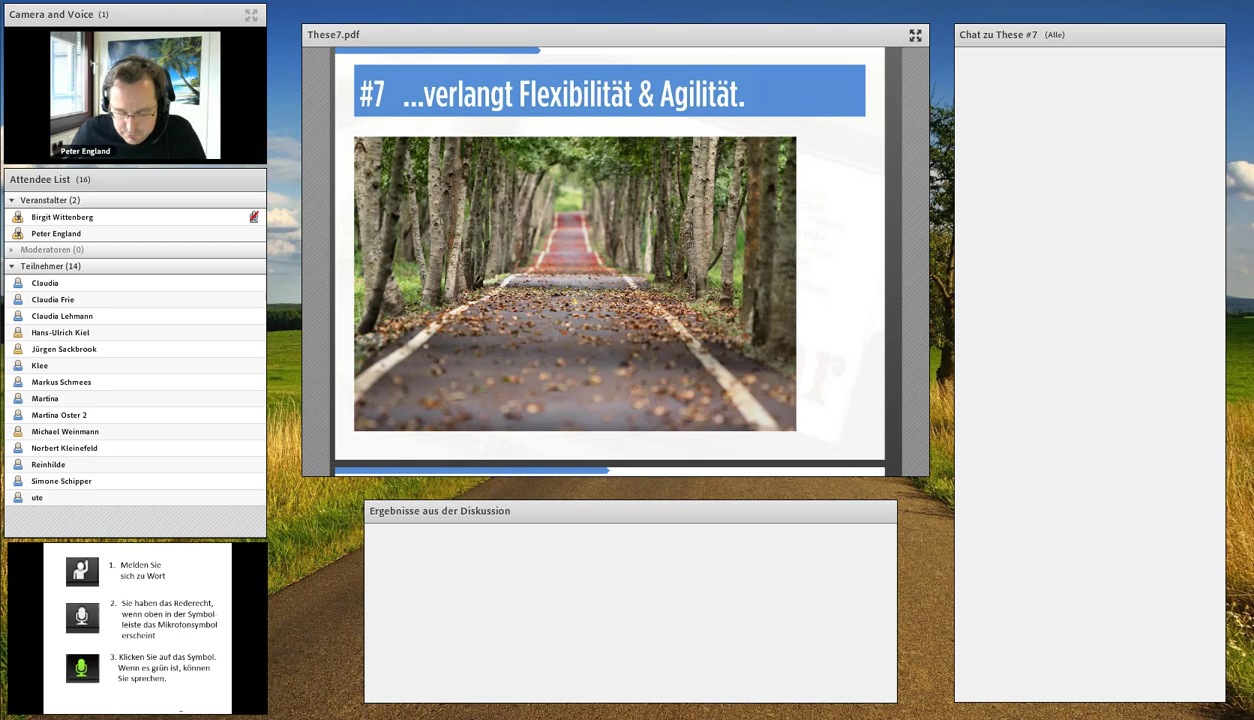 Camera and Voice (1)
Peter England
Attendee List (16)
Veranstalter (2)
Birgit Wittenberg
Peter England
Moderatoren (0)
Teilnehmer (14)
Claudia
Claudia Frie
Claudia Lehmann
Hans-Ulrich Kiel
Jürgen Sackbrook
Klee
Markus Schmees
Martina
Martina Oster 2
Michael Weinmann
Norbert Kleinefeld
Reinhilde
Simone Schipper
ute
1. Melden Sie
sich zu Wort
2. Sie haben das Rederecht,
wenn oben in der Symbol-
leiste das Mikrofonsymbol
erscheint
3. Klicken Sie auf das Symbol.
Wenn es grün ist, können
Sie sprechen.
These7.pdf
#7 ...verlangt Flexibilität & Agilität.
Ergebnisse aus der Diskussion
Chat zu These #7 (Alle)